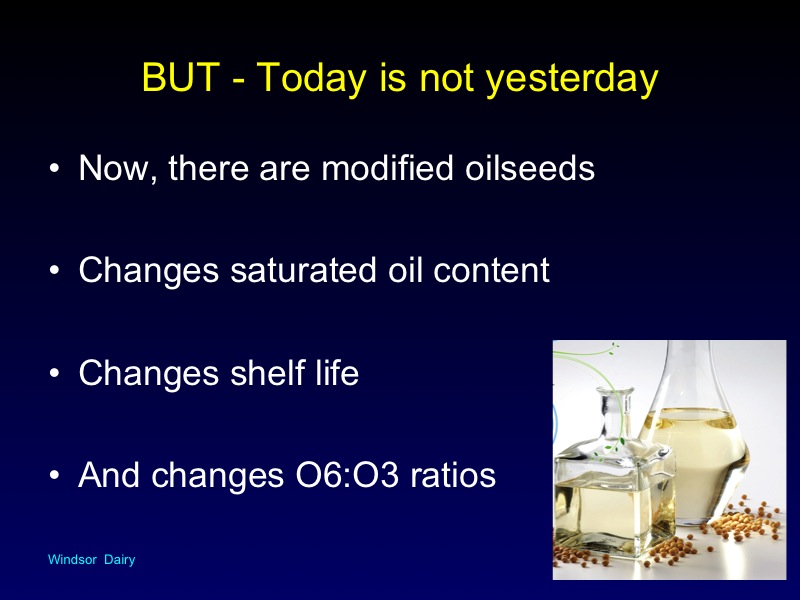 BUT - Today is not yesterday
• Now, there are modified oilseeds
• Changes saturated oil content
• Changes shelf life
• And changes O6:O3 ratios
Windsor Dairy